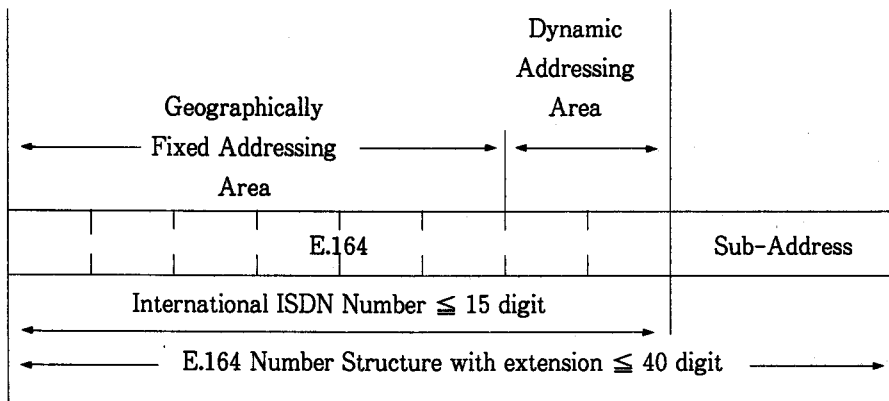 Dynamic
Addressing
Area
Geographically
Fixed Addressing
Area
E.164
Sub-Address
International ISDN Number ≦ 15 digit
E.164 Number Structure with extension ≦ 40 digit